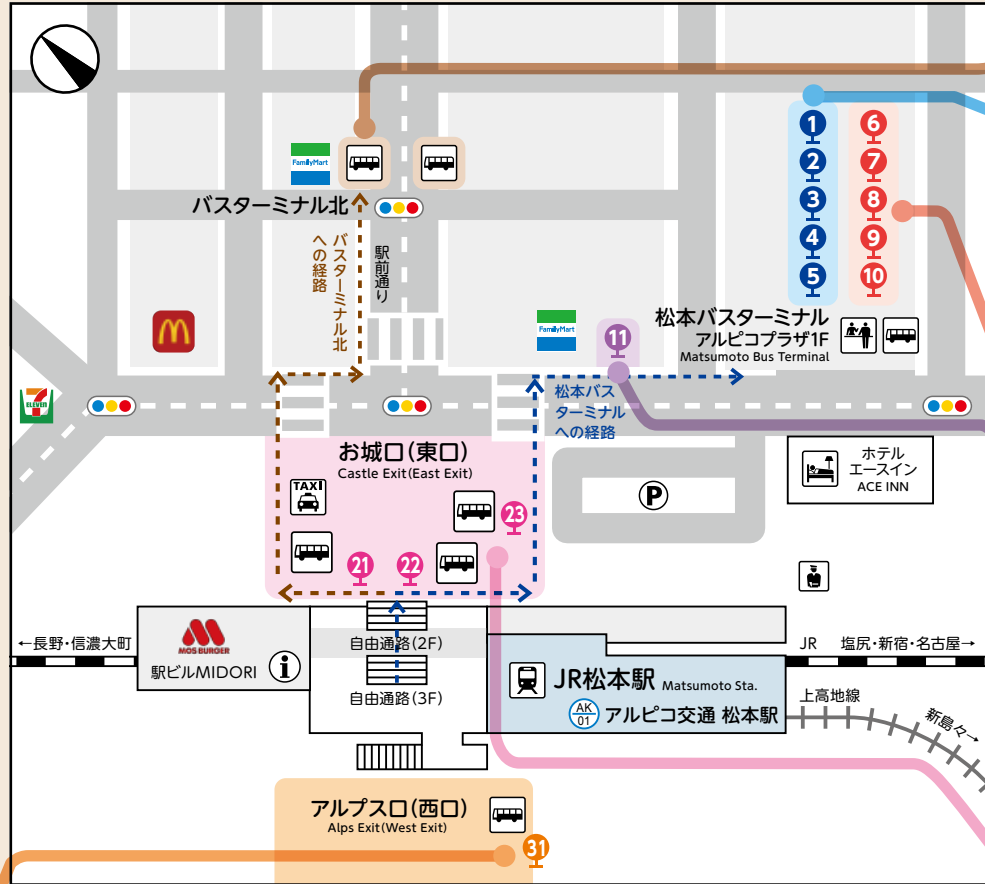 1
2
3
4
5
6
7
8
9
10
FamilyMart
バスターミナル北
バスターミナル北
への経路
駅前通り
FamilyMart
11
松本バスターミナル
アルピコプラザ1F
Matsumoto Bus Terminal
7
ELEVEN
松本バス
ターミナル
への経路
お城口(東口)
Castle Exit(East Exit)
TAXI
21
22
23
P
ホテル
エースイン
ACE INN
←長野・信濃大町
MOS BURGER
駅ビルMIDORI
i
自由通路(2F)
自由通路(3F)
JR松本駅 Matsumoto Sta.
AK
01
アルピコ交通 松本駅
JR 塩尻・新宿・名古屋→
上高地線
新島々→
アルプス口(西口)
Alps Exit(West Exit)
31